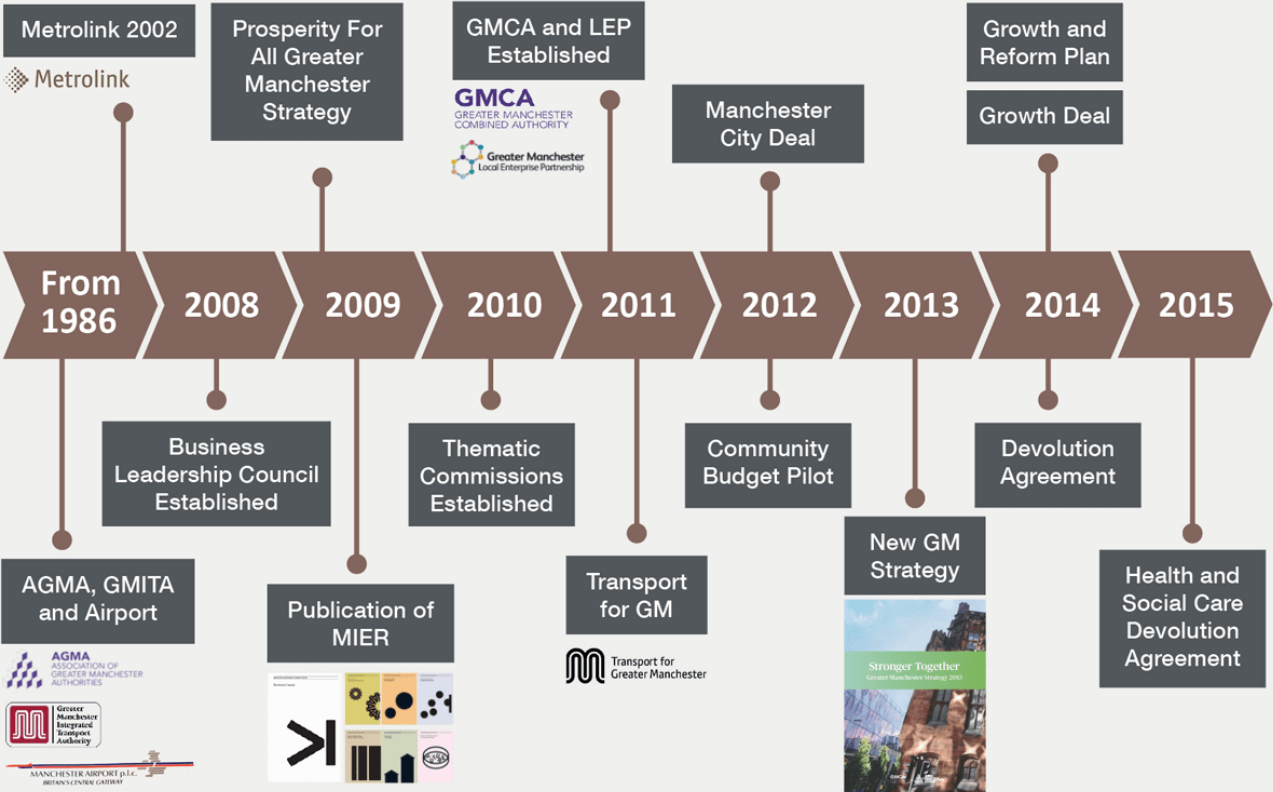 Metrolink 2002
Metrolink
Prosperity For
All Greater
Manchester
Strategy
GMCA and LEP
Established
GMCA
GREATER MANCHESTER
COMBINED AUTHORITY
Greater Manchester
Local Enterprise Partnership
Manchester
City Deal
Growth and
Reform Plan
Growth Deal
From
1986
2008
2009
2010
2011
2012
2013
2014
2015
Business
Leadership Council
Established
Thematic
Commissions
Established
Community
Budget Pilot
Devolution
Agreement
AGMA, GMITA
and Airport
AGMA
ASSOCIATION OF
GREATER MANCHESTER
AUTHORITIES
Greater
Manchester
Integrated
Transport
Authority
MANCHESTER AIRPORT p.l.c.
BRITAIN'S CENTRAL GATEWAY
Publication of
MIER
Transport
for GM
Transport for
Greater Manchester
New GM
Strategy
Stronger Together
Greater Manchester Strategy 2013
GMCA
Health and
Social Care
Devolution
Agreement